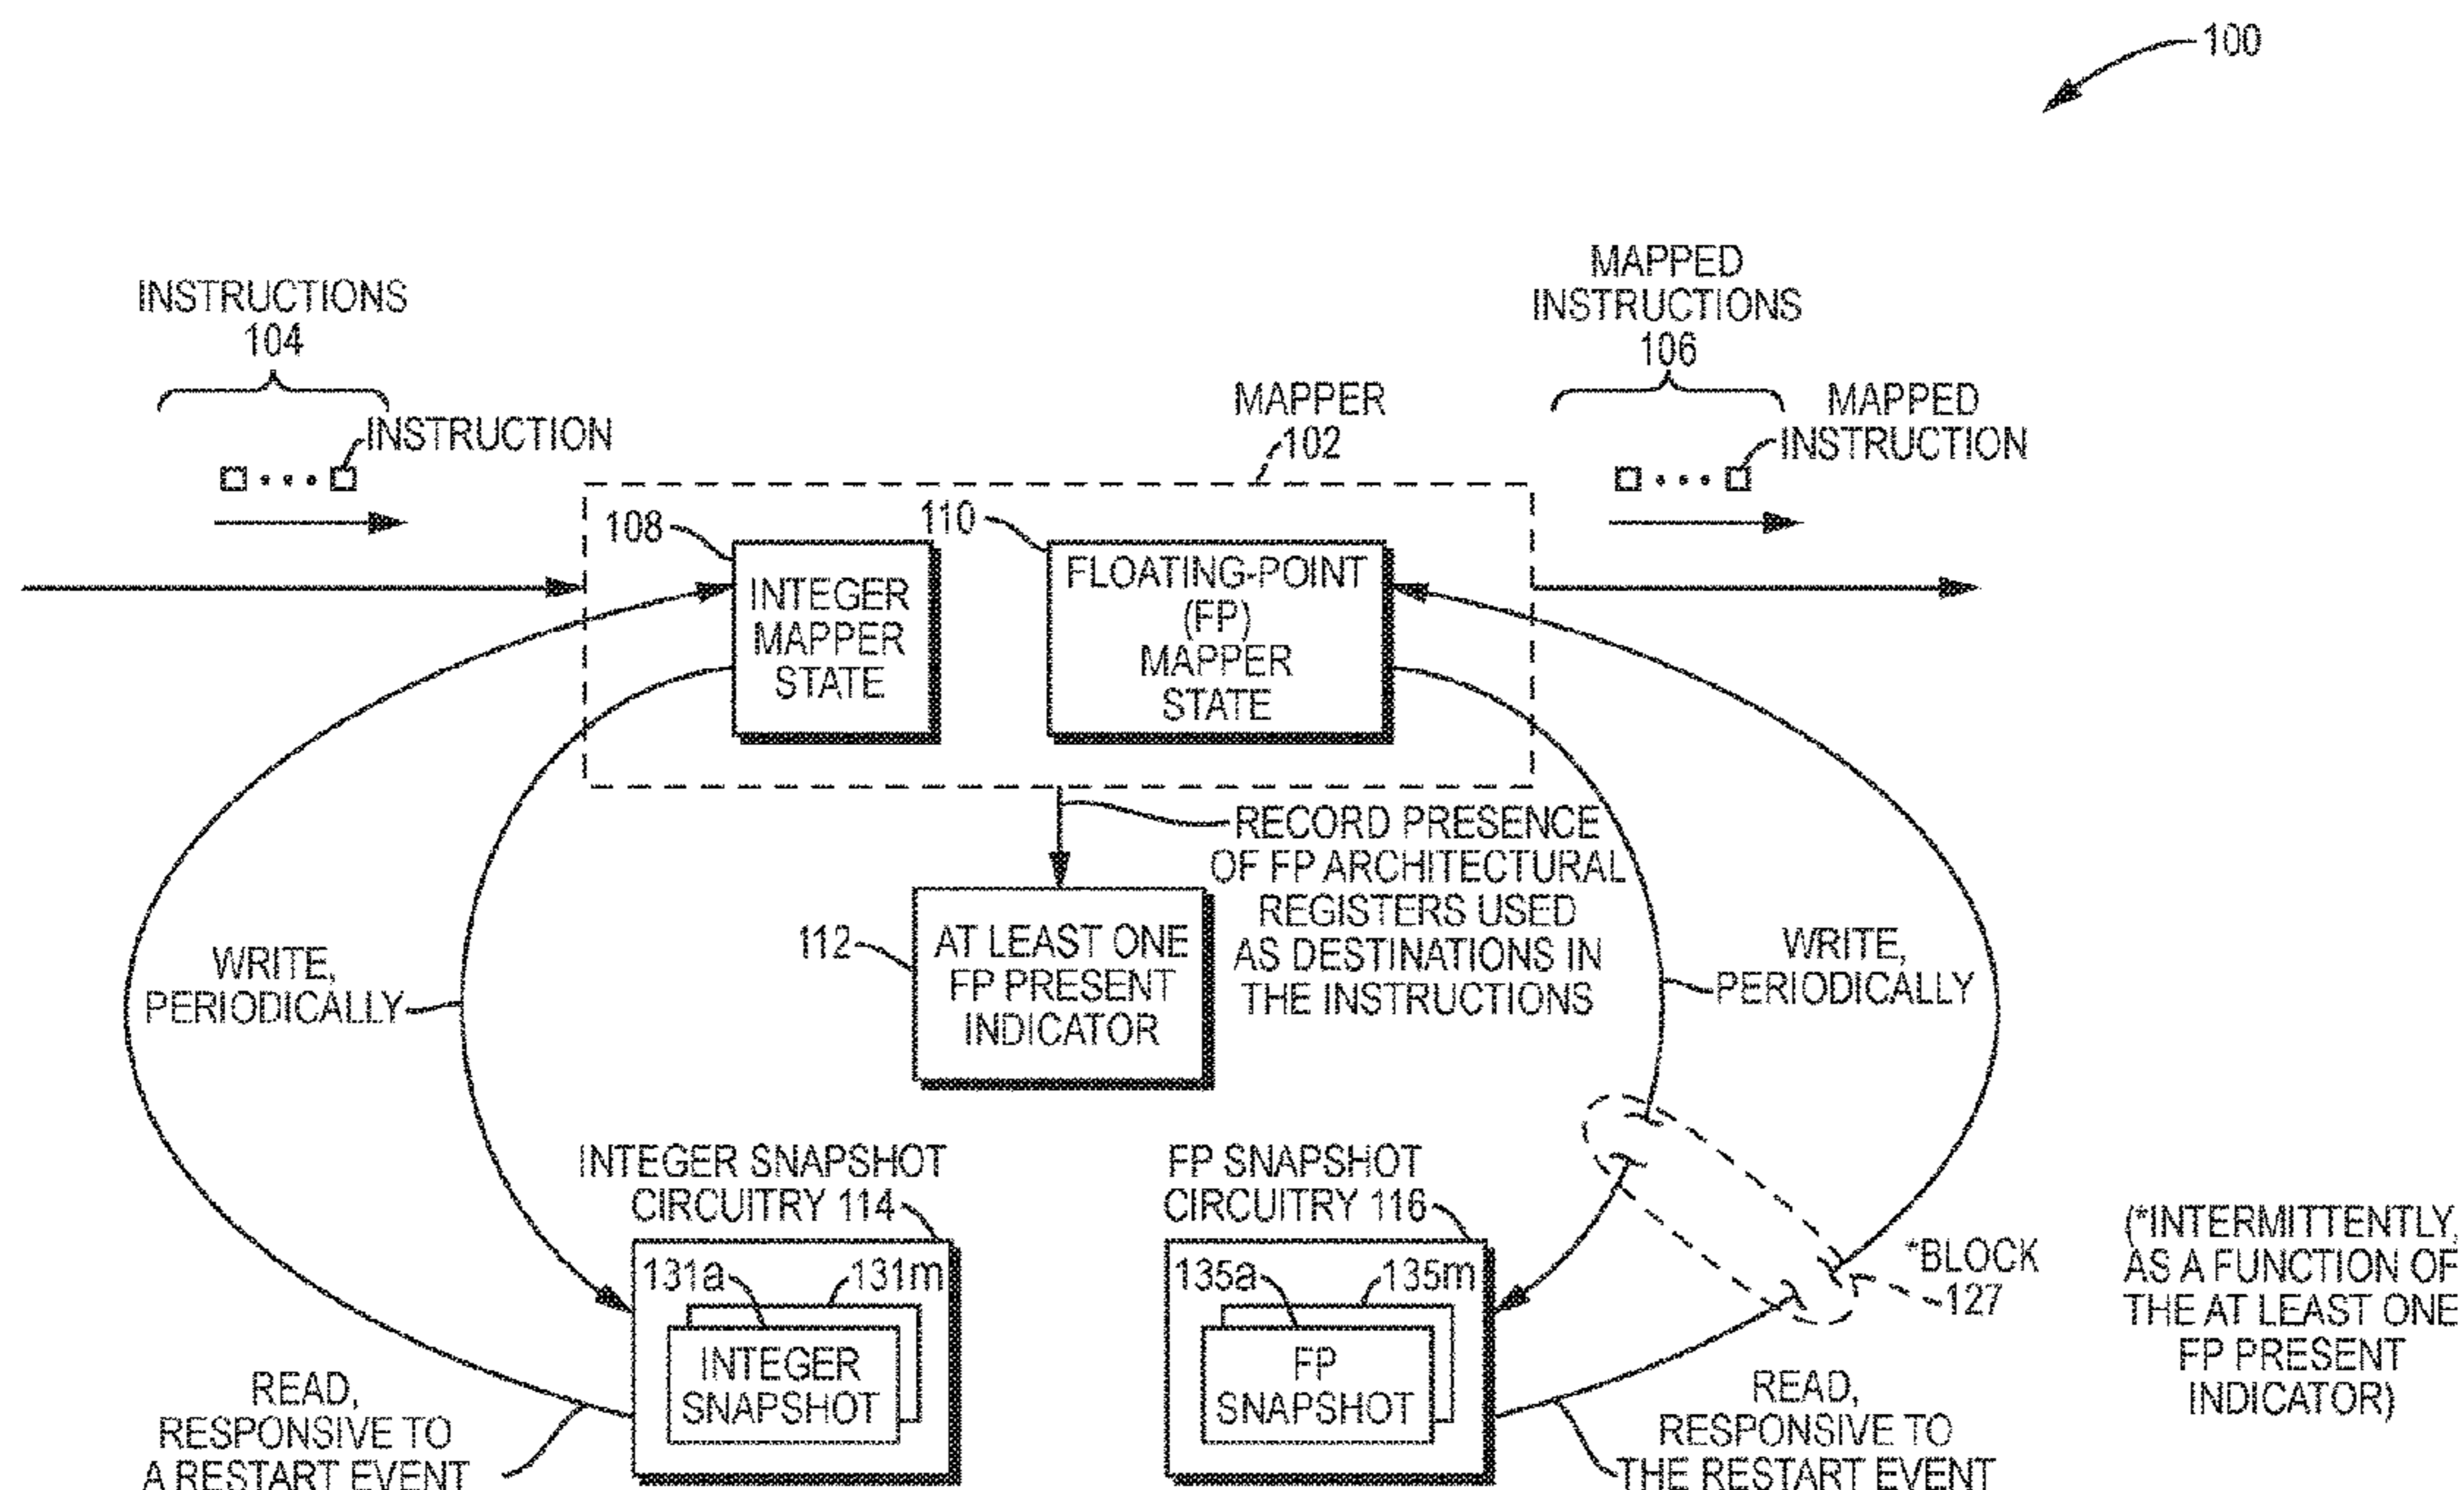 100
INSTRUCTIONS
104
INSTRUCTION
MAPPED
INSTRUCTIONS
106
MAPPED
INSTRUCTION
MAPPER
102
108
INTEGER
MAPPER
STATE
110
FLOATING-POINT
(FP)
MAPPER
STATE
RECORD PRESENCE
OF FP ARCHITECTURAL
REGISTERS USED
AS DESTINATIONS IN
THE INSTRUCTIONS
112
AT LEAST ONE
FP PRESENT
INDICATOR
WRITE,
PERIODICALLY
WRITE,
PERIODICALLY
INTEGER SNAPSHOT
CIRCUITRY 114
131a
131m
INTEGER
SNAPSHOT
FP SNAPSHOT
CIRCUITRY 116
135a
135m
FP
SNAPSHOT
*BLOCK
127
(*INTERMITTENTLY,
AS A FUNCTION OF
THE AT LEAST ONE
FP PRESENT
INDICATOR)
READ,
RESPONSIVE TO
A RESTART EVENT
READ,
RESPONSIVE TO
THE RESTART EVENT